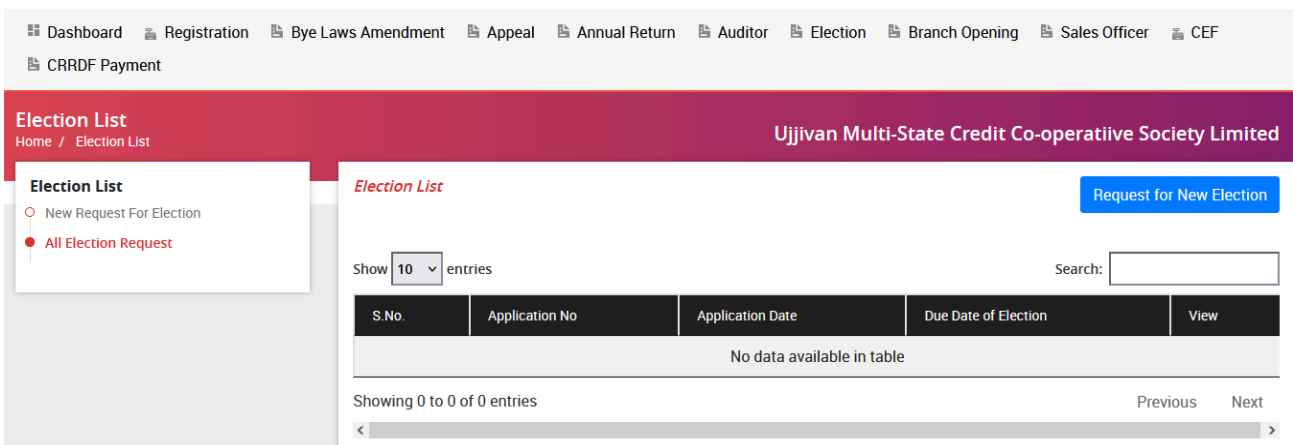 Dashboard Registration Bye Laws Amendment Appeal Annual Return Auditor Election Branch Opening Sales Officer CEF
CRRDF Payment
Election List
Home / Election List
Ujjivan Multi-State Credit Co-operatiive Society Limited
Election List
New Request For Election
All Election Request
Election List
Request for New Election
Show 10 entries
Search:
S.No. Application No Application Date Due Date of Election View
No data available in table
Showing 0 to 0 of 0 entries
Previous Next